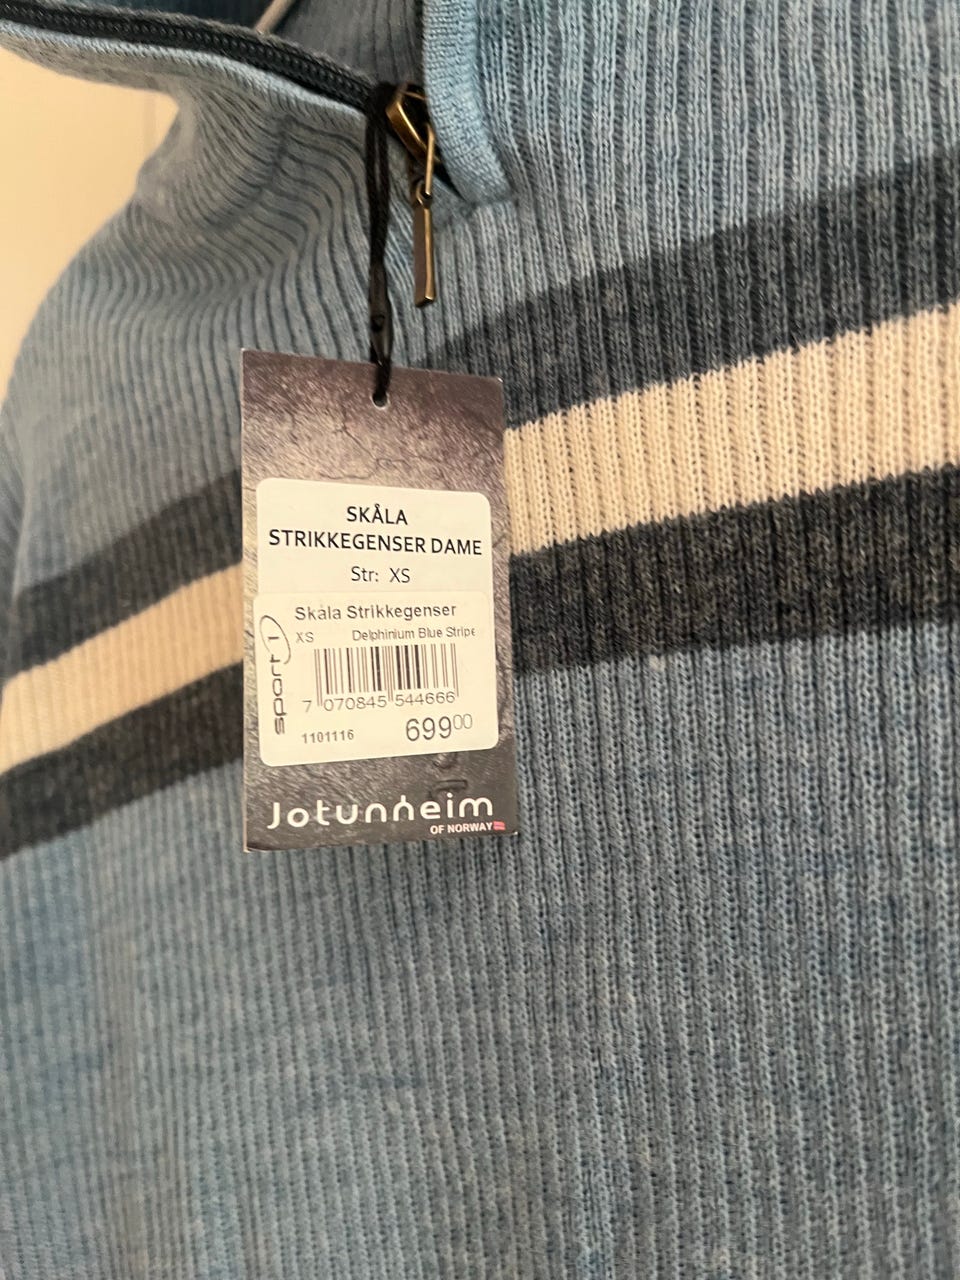 SKÅLA
STRIKKEGENSER DAME
Str: XS
Skåla Strikkegenser
XS Delphinium Blue Stripe
sport 1
7 070845 544666
1101116 69900
Jotunheim
OF NORWAY